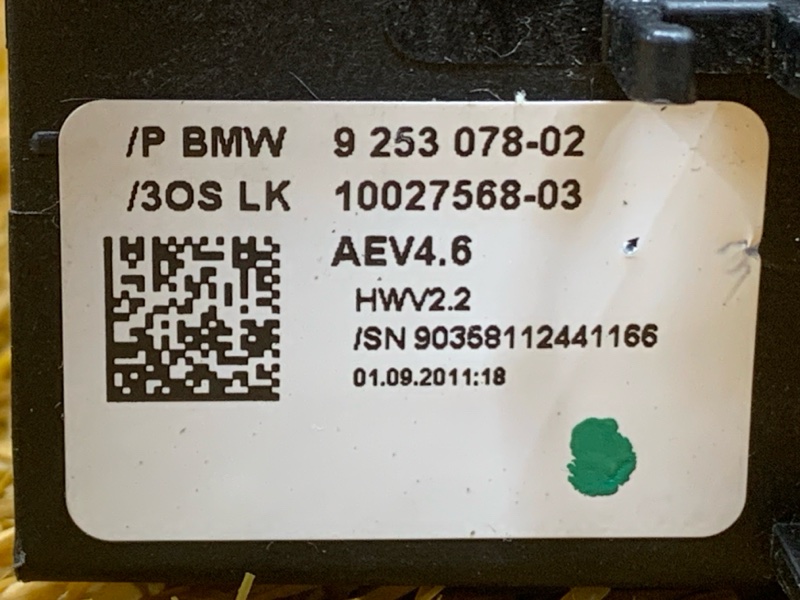 /P BMW 9 253 078-02
/3OS LK 10027568-03
AEV4.6
HWV2.2
/SN 90358112441166
01.09.2011:18